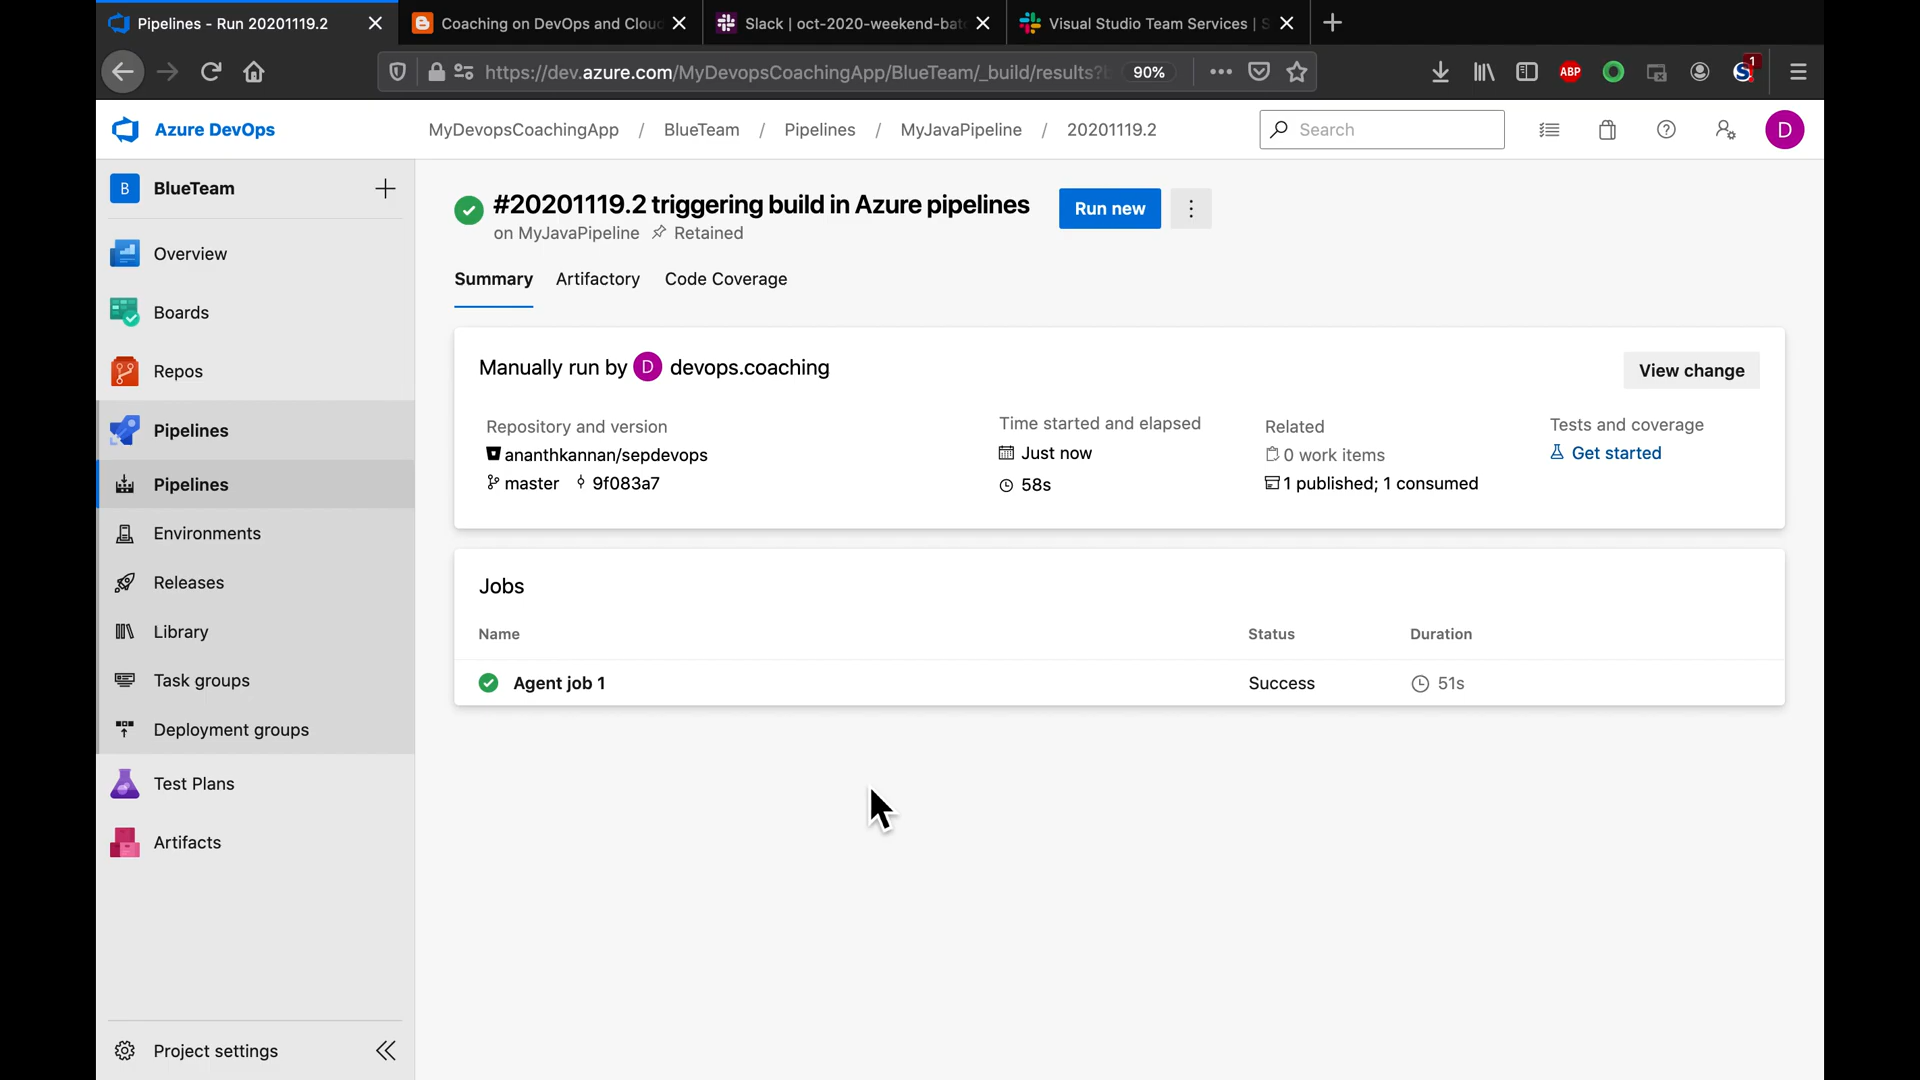 Pipelines - Run 20201119.2
Coaching on DevOps and Clou
Slack | oct-2020-weekend-bat
Visual Studio Team Services | S
https://dev.azure.com/MyDevopsCoachingApp/BlueTeam/_build/results?
90%
ABP
S
1
Azure DevOps
MyDevopsCoachingApp / BlueTeam / Pipelines / MyJavaPipeline / 20201119.2
Search
D
B
BlueTeam
Overview
Boards
Repos
Pipelines
Pipelines
Environments
Releases
Library
Task groups
Deployment groups
Test Plans
Artifacts
Project settings
#20201119.2 triggering build in Azure pipelines
Run new
on MyJavaPipeline Retained
Summary Artifactory Code Coverage
Manually run by D devops.coaching
View change
Repository and version
ananthkannan/sepdevops
master 9f083a7
Time started and elapsed
Just now
58s
Related
0 work items
1 published; 1 consumed
Tests and coverage
Get started
Jobs
Name Status Duration
Agent job 1 Success 51s